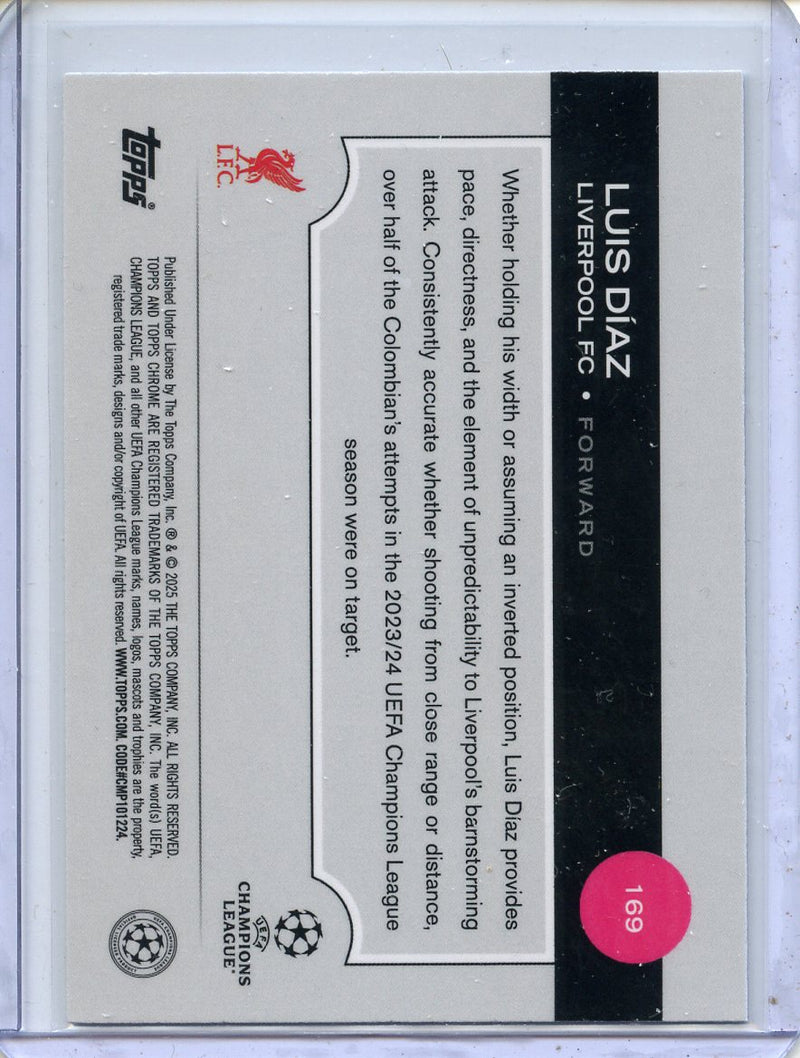 LUIS DÍAZ
LIVERPOOL FC • FORWARD
169
Whether holding his width or assuming an inverted position, Luis Díaz provides
pace, directness, and the element of unpredictability to Liverpool's barnstorming
attack. Consistently accurate whether shooting from close range or distance,
over half of the Colombian's attempts in the 2023/24 UEFA Champions League
season were on target.
L.F.C.
UEFA
CHAMPIONS
LEAGUE®
topps®
Published Under License by The Topps Company, Inc. ® & © 2025 THE TOPPS COMPANY, INC. ALL RIGHTS RESERVED.
TOPPS AND TOPPS CHROME ARE REGISTERED TRADEMARKS OF THE TOPPS COMPANY, INC. The word(s) UEFA,
CHAMPIONS LEAGUE, and all other UEFA Champions League marks, names, logos, mascots and trophies are the property,
registered trade marks, designs and/or copyright of UEFA. All rights reserved. WWW.TOPPS.COM. CODE#CMP101224.